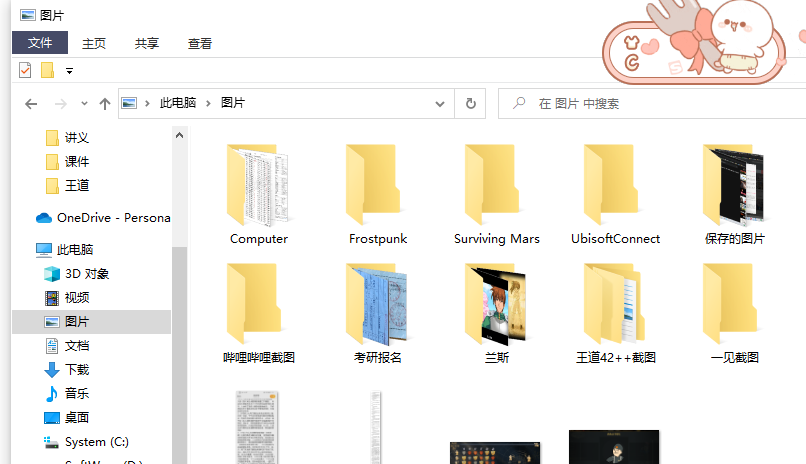 图片
文件 主页 共享 查看
此电脑 图片
在 图片 中搜索
讲义
课件
王道
OneDrive - Persona
此电脑
3D 对象
视频
图片
文档
下载
音乐
桌面
System (C:)
Computer
Frostpunk
Surviving Mars
UbisoftConnect
保存的图片
哔哩哔哩截图
考研报名
兰斯
王道42++截图
一见截图